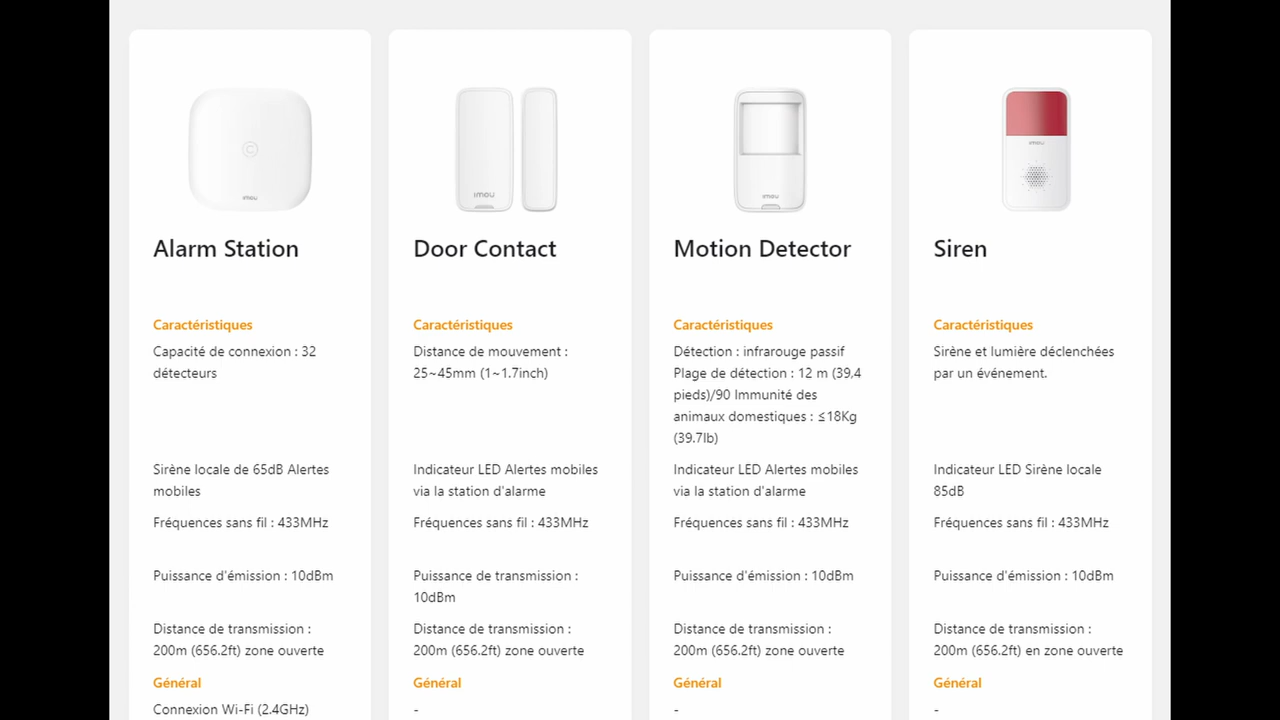 imou
imou
imou
imou
Alarm Station
Caractéristiques
Capacité de connexion : 32
détecteurs
Sirène locale de 65dB Alertes
mobiles
Fréquences sans fil : 433MHz
Puissance d'émission : 10dBm
Distance de transmission :
200m (656.2ft) zone ouverte
Général
Connexion Wi-Fi (2.4GHz)
Door Contact
Caractéristiques
Distance de mouvement :
25~45mm (1~1.7inch)
Indicateur LED Alertes mobiles
via la station d'alarme
Fréquences sans fil : 433MHz
Puissance de transmission :
10dBm
Distance de transmission :
200m (656.2ft) zone ouverte
Général
-
Motion Detector
Caractéristiques
Détection : infrarouge passif
Plage de détection : 12 m (39,4
pieds)/90 Immunité des
animaux domestiques : ≤18Kg
(39.7lb)
Indicateur LED Alertes mobiles
via la station d'alarme
Fréquences sans fil : 433MHz
Puissance d'émission : 10dBm
Distance de transmission :
200m (656.2ft) zone ouverte
Général
-
Siren
Caractéristiques
Sirène et lumière déclenchées
par un événement.
Indicateur LED Sirène locale
85dB
Fréquences sans fil : 433MHz
Puissance d'émission : 10dBm
Distance de transmission :
200m (656.2ft) en zone ouverte
Général
-